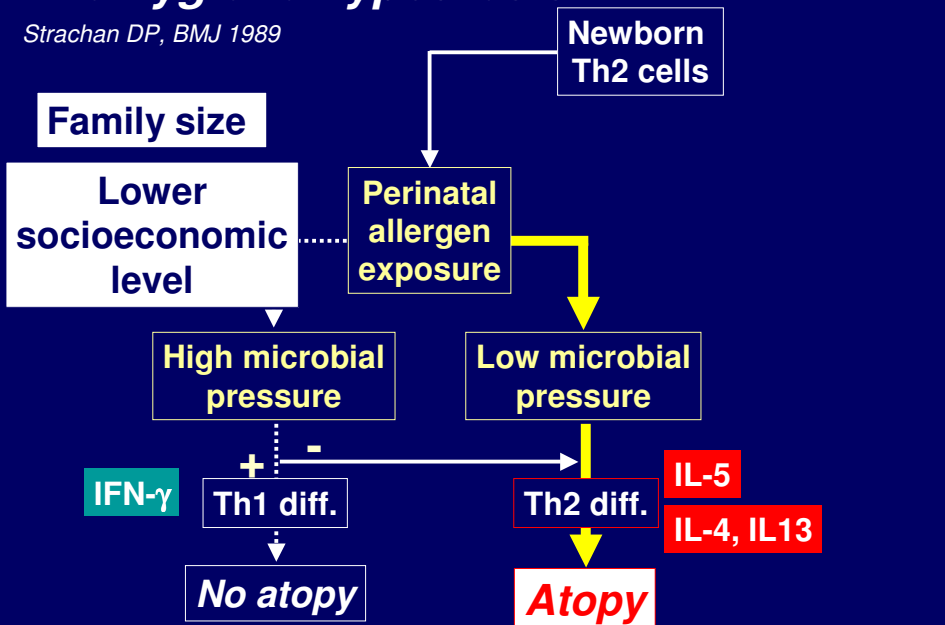 Strachan DP, BMJ 1989
Newborn
Th2 cells
Family size
Lower
socioeconomic
level
Perinatal
allergen
exposure
High microbial
pressure
Low microbial
pressure
+
-
IFN-γ
Th1 diff.
Th2 diff.
IL-5
IL-4, IL13
No atopy
Atopy